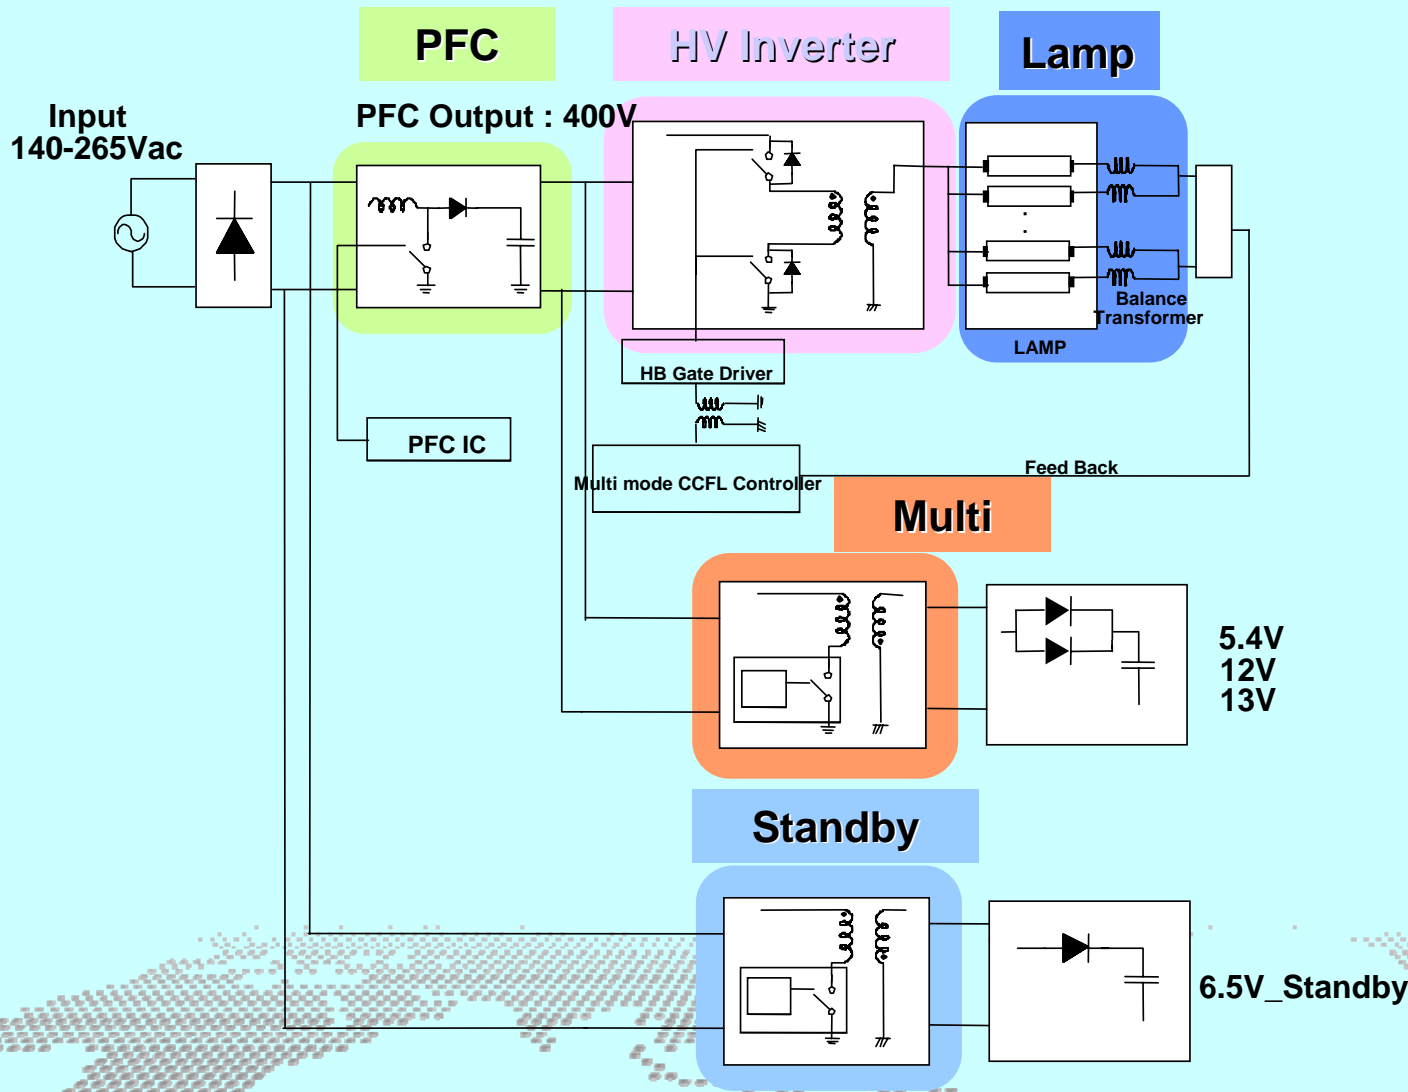 PFC
HV Inverter
Lamp
Input
140-265Vac
PFC Output : 400V
Balance
Transformer
LAMP
HB Gate Driver
PFC IC
Feed Back
Multi mode CCFL Controller
Multi
5.4V
12V
13V
Standby
6.5V_Standby